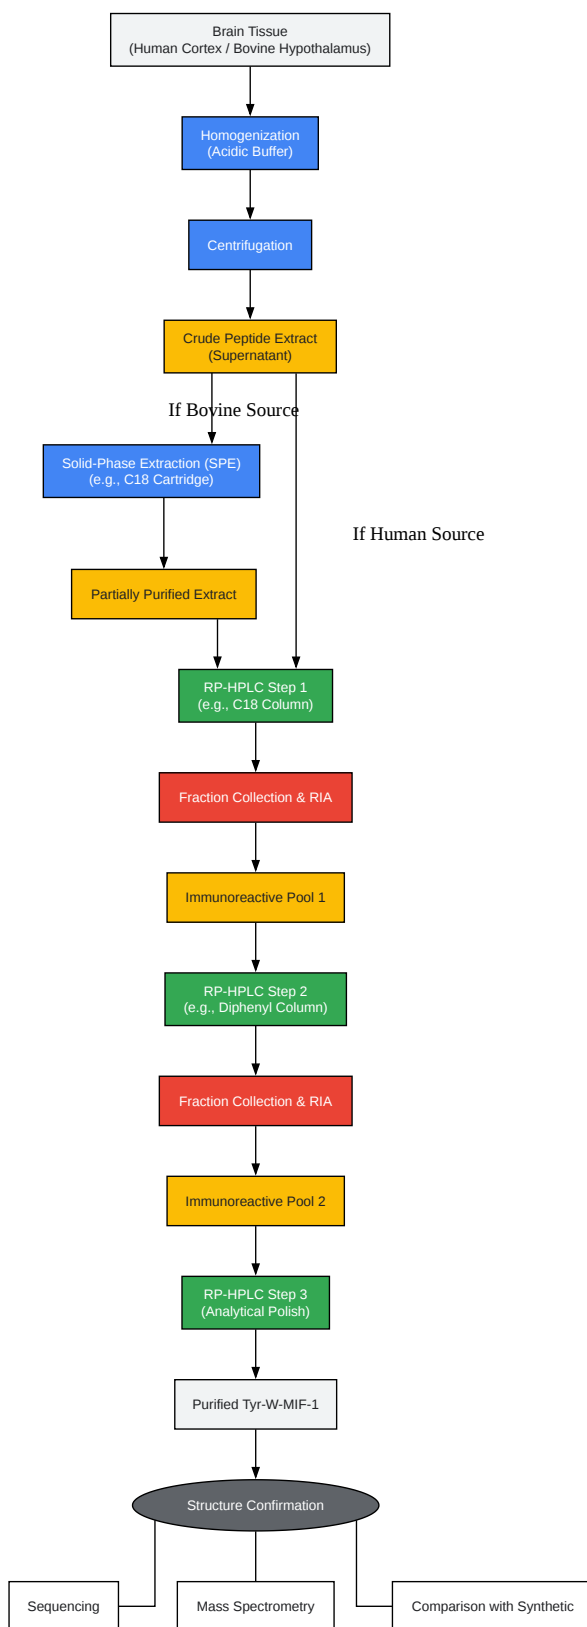 Brain Tissue
(Human Cortex / Bovine Hypothalamus)
Homogenization
(Acidic Buffer)
Centrifugation
Crude Peptide Extract
(Supernatant)
If Bovine Source
Solid-Phase Extraction (SPE)
(e.g., C18 Cartridge)
If Human Source
Partially Purified Extract
RP-HPLC Step 1
(e.g., C18 Column)
Fraction Collection & RIA
Immunoreactive Pool 1
RP-HPLC Step 2
(e.g., Diphenyl Column)
Fraction Collection & RIA
Immunoreactive Pool 2
RP-HPLC Step 3
(Analytical Polish)
Purified Tyr-W-MIF-1
Structure Confirmation
Sequencing
Mass Spectrometry
Comparison with Synthetic